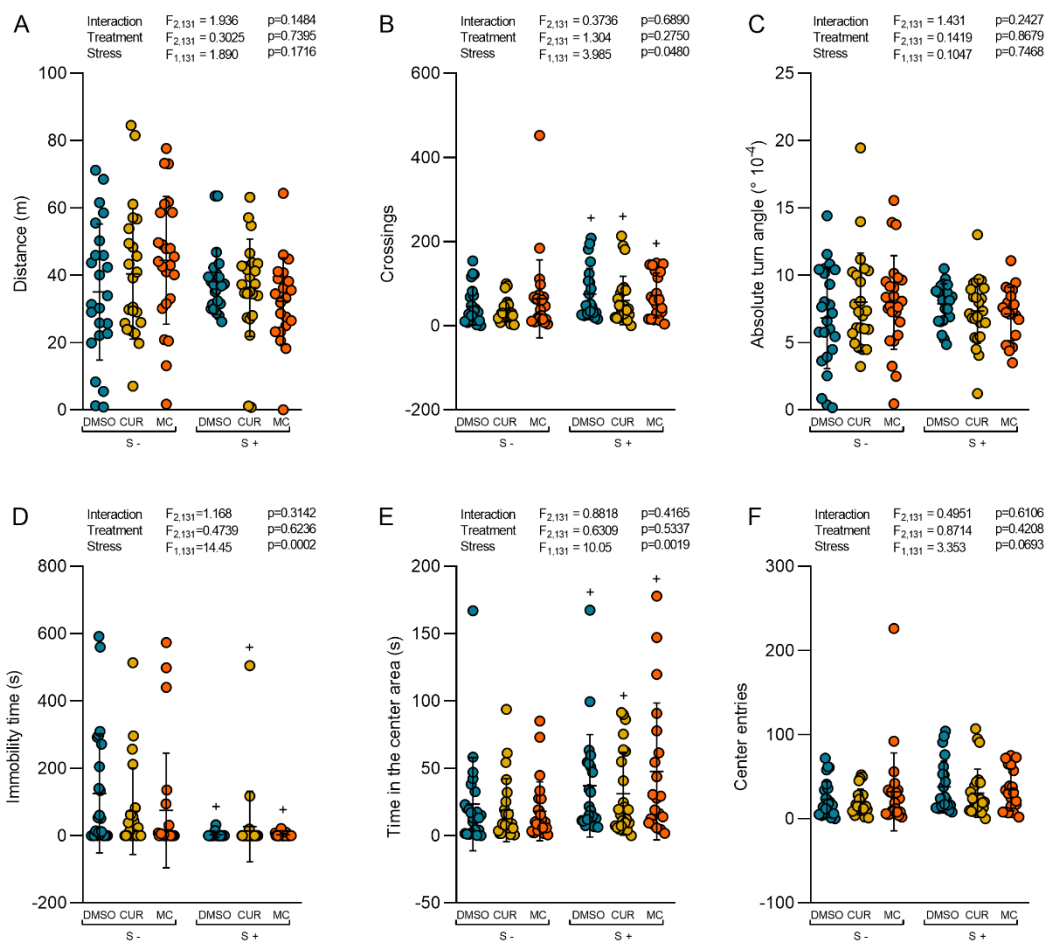 A
Interaction F2,131 = 1.936 p=0.1484
Treatment F2,131 = 0.3025 p=0.7395
Stress F1,131 = 1.890 p=0.1716
Distance (m)
100
80
60
40
20
0
DMSO CUR MC DMSO CUR MC
S - S +
B
Interaction F2,131 = 0.3736 p=0.6890
Treatment F2,131 = 1.304 p=0.2750
Stress F1,131 = 3.985 p=0.0480
Crossings
600
400
200
0
-200
+ + +
DMSO CUR MC DMSO CUR MC
S - S +
C
Interaction F2,131 = 1.431 p=0.2427
Treatment F2,131 = 0.1419 p=0.8679
Stress F1,131 = 0.1047 p=0.7468
Absolute turn angle (° 10-4)
25
20
15
10
5
0
DMSO CUR MC DMSO CUR MC
S - S +
D
Interaction F2,131=1.168 p=0.3142
Treatment F2,131=0.4739 p=0.6236
Stress F1,131=14.45 p=0.0002
Immobility time (s)
800
600
400
200
0
-200
+ + +
DMSO CUR MC DMSO CUR MC
S - S +
E
Interaction F2,131 = 0.8818 p=0.4165
Treatment F2,131 = 0.6309 p=0.5337
Stress F1,131 = 10.05 p=0.0019
Time in the center area (s)
200
150
100
50
0
-50
+ + +
DMSO CUR MC DMSO CUR MC
S - S +
F
Interaction F2,131 = 0.4951 p=0.6106
Treatment F2,131 = 0.8714 p=0.4208
Stress F1,131 = 3.353 p=0.0693
Center entries
300
200
100
0
-100
DMSO CUR MC DMSO CUR MC
S - S +